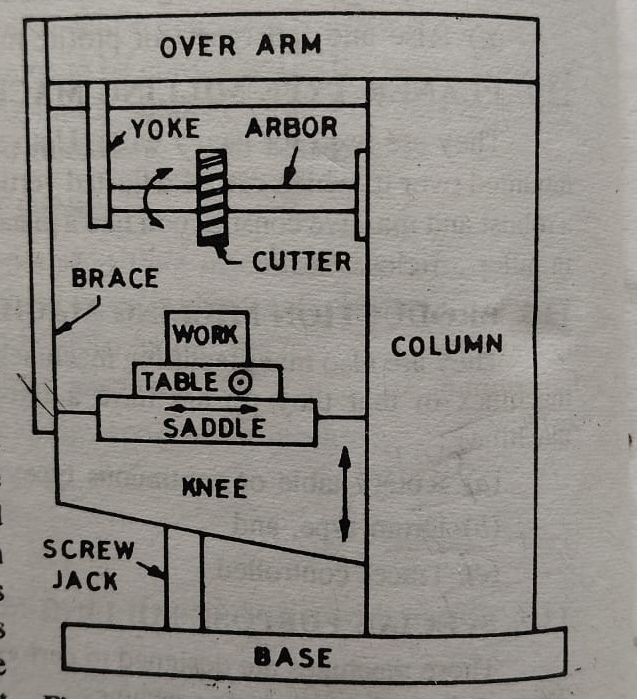 OVER ARM
YOKE
ARBOR
CUTTER
BRACE
WORK
COLUMN
TABLE
SADDLE
KNEE
SCREW
JACK
BASE